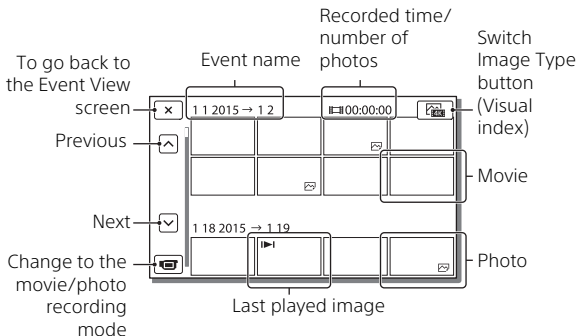 Recorded time/
number of
photos
Switch
Image Type
button
(Visual
index)
To go back to
the Event View
screen
Event name
1 1 2015 → 1 2
00:00:00
4K
Previous
Movie
Next
1 18 2015 → 1 19
Change to the
movie/photo
recording
mode
Photo
Last played image